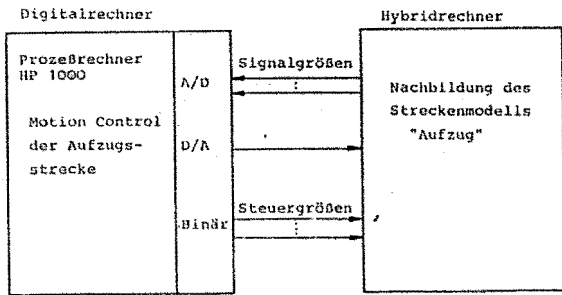 Digitalrechner
Hybridrechner
Prozeßrechner
HP 1000
Motion Control
der Aufzugs-
strecke
A/D
D/A
Binär
Signalgrößen
Steuergrößen
Nachbildung des
Streckenmodells
"Aufzug"